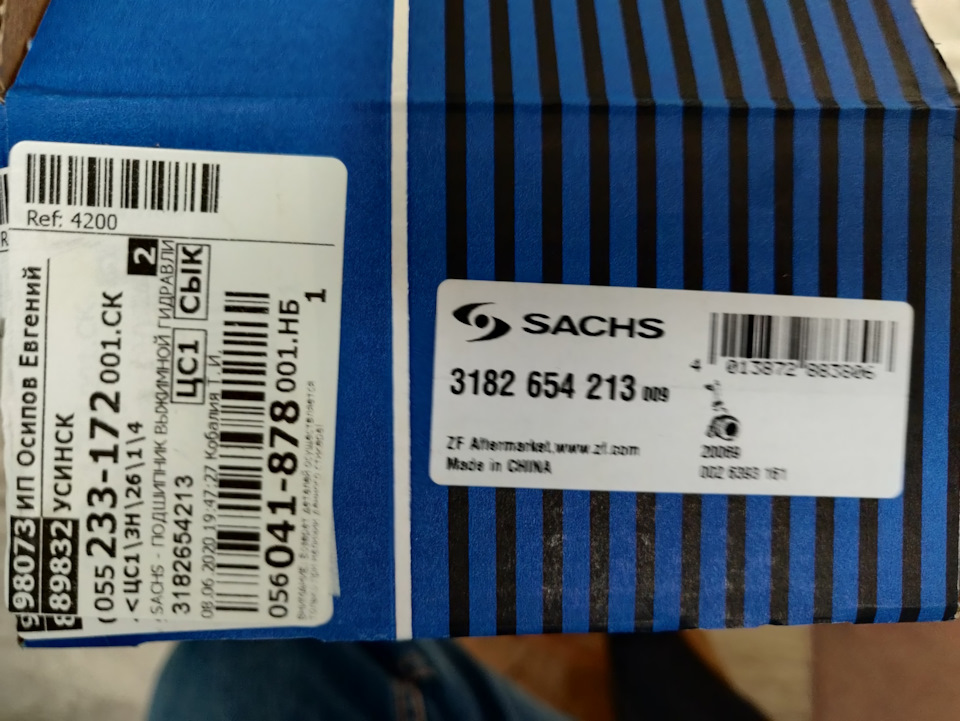 Ref: 4200
98073 ИП Осипов Евгений
89832 УСИНСК
(055 233-172 001.СК
2
<ЦС1\3Н\26\1\4
SACHS - ПОДШИПНИК ВЫЖИМНОЙ ГИДРАВЛИ
3182654213
ЦС1 СЫК
08.06.2020 19:47:27 Кобалия Т.И.
056 041-878 001.НБ
1
SACHS
3182 654 213 009
4 013872 883806
ZF Aftermarket, www.zf.com
Made in CHINA
20069
002 6393 161